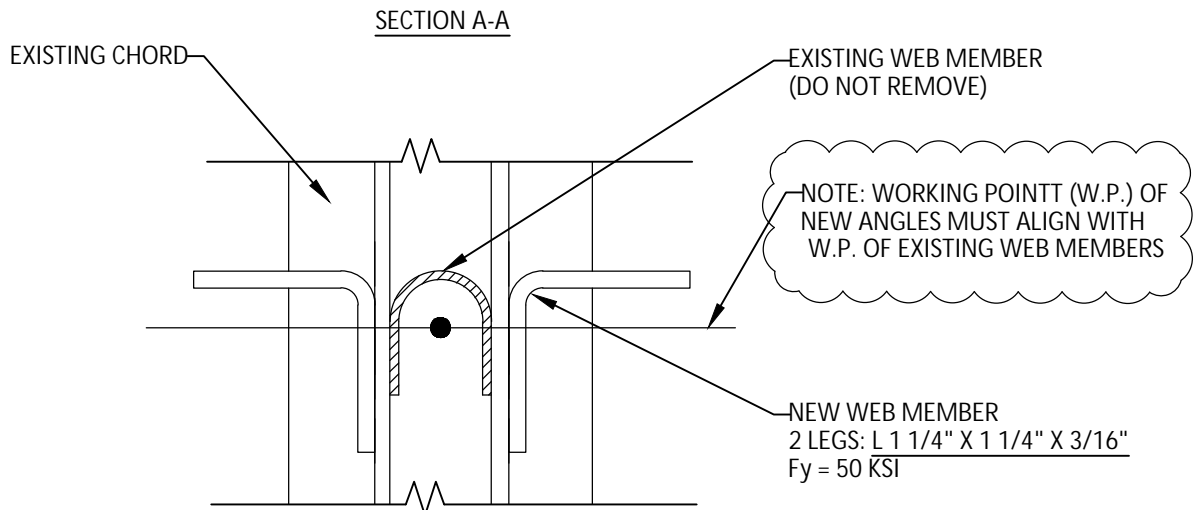 SECTION A-A
EXISTING CHORD
EXISTING WEB MEMBER
(DO NOT REMOVE)
NOTE: WORKING POINTT (W.P.) OF
NEW ANGLES MUST ALIGN WITH
W.P. OF EXISTING WEB MEMBERS
NEW WEB MEMBER
2 LEGS: L 1 1/4" X 1 1/4" X 3/16"
Fy = 50 KSI